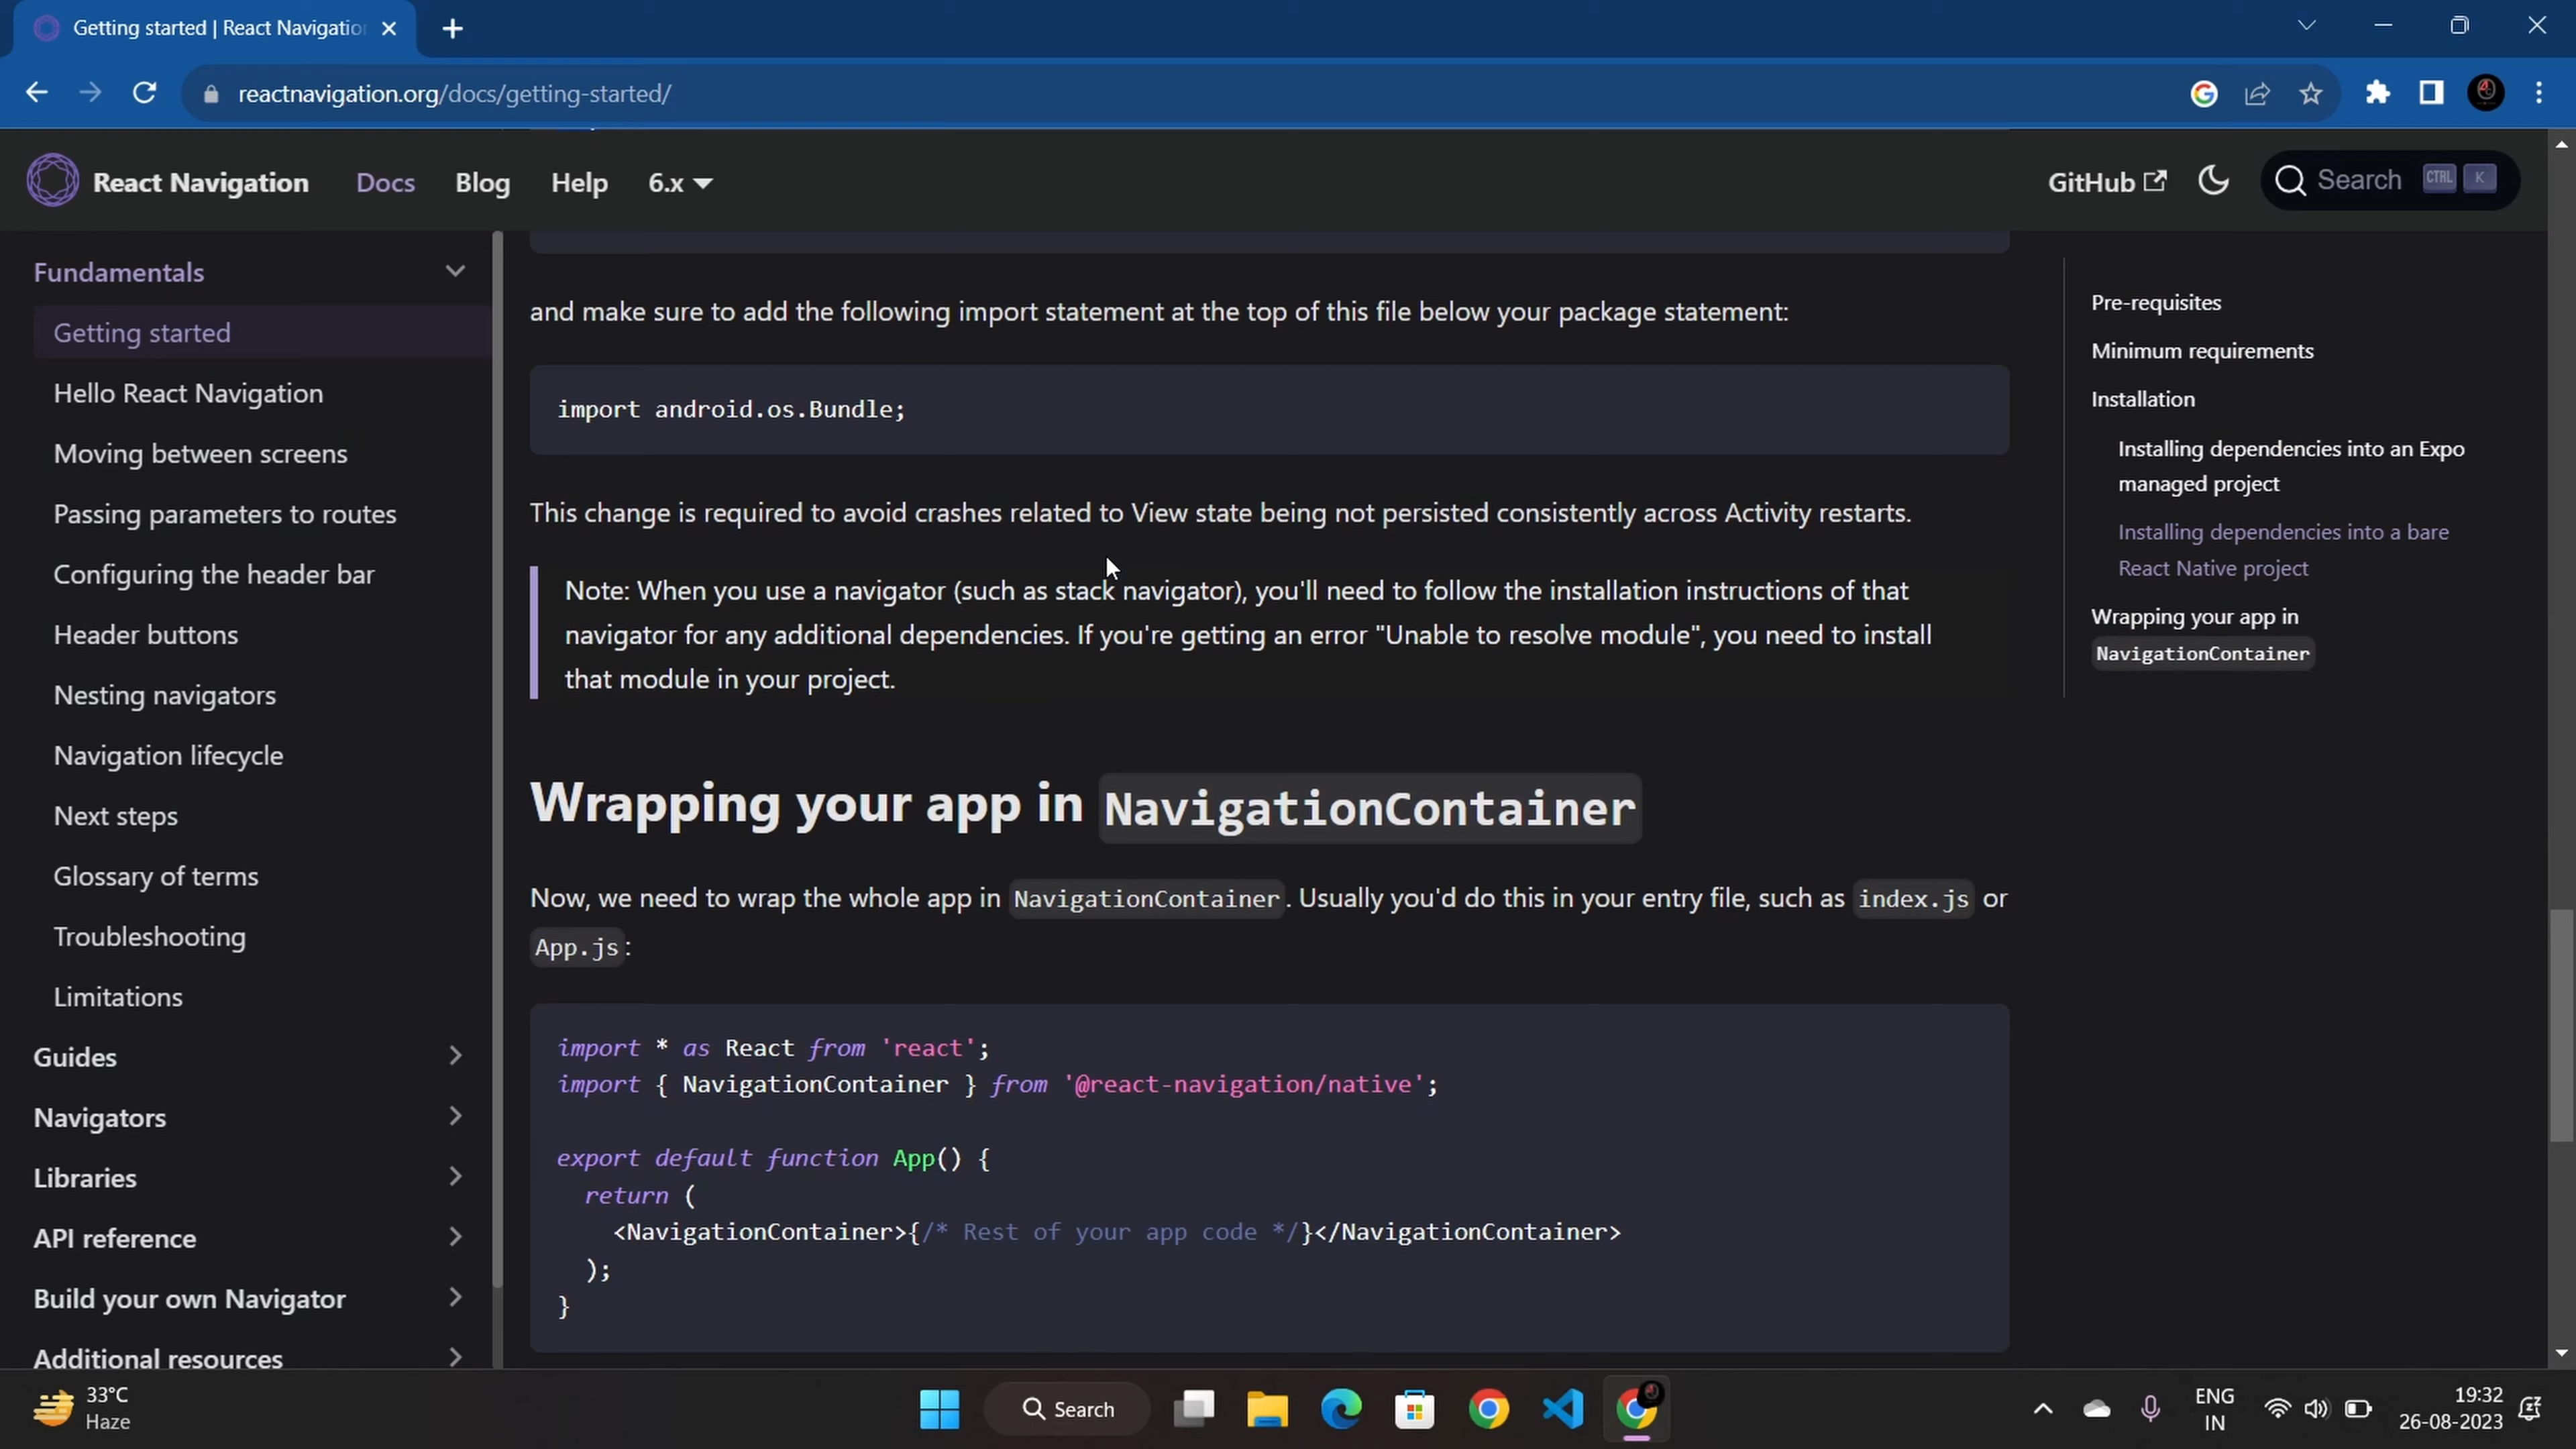 Getting started | React Navigatio
reactnavigation.org/docs/getting-started/
React Navigation
Docs
Blog
Help
6.x
GitHub
Search
CTRL
K
Fundamentals
Getting started
Hello React Navigation
Moving between screens
Passing parameters to routes
Configuring the header bar
Header buttons
Nesting navigators
Navigation lifecycle
Next steps
Glossary of terms
Troubleshooting
Limitations
Guides
Navigators
Libraries
API reference
Build your own Navigator
Additional resources
and make sure to add the following import statement at the top of this file below your package statement:
import android.os.Bundle;
This change is required to avoid crashes related to View state being not persisted consistently across Activity restarts.
Note: When you use a navigator (such as stack navigator), you'll need to follow the installation instructions of that
navigator for any additional dependencies. If you're getting an error "Unable to resolve module", you need to install
that module in your project.
Wrapping your app in NavigationContainer
Now, we need to wrap the whole app in NavigationContainer. Usually you'd do this in your entry file, such as index.js or
App.js:
import * as React from 'react';
import { NavigationContainer } from '@react-navigation/native';
export default function App() {
return (
<NavigationContainer>{/* Rest of your app code */}</NavigationContainer>
);
}
Pre-requisites
Minimum requirements
Installation
Installing dependencies into an Expo
managed project
Installing dependencies into a bare
React Native project
Wrapping your app in
NavigationContainer
33°C
Haze
Search
ENG
IN
19:32
26-08-2023